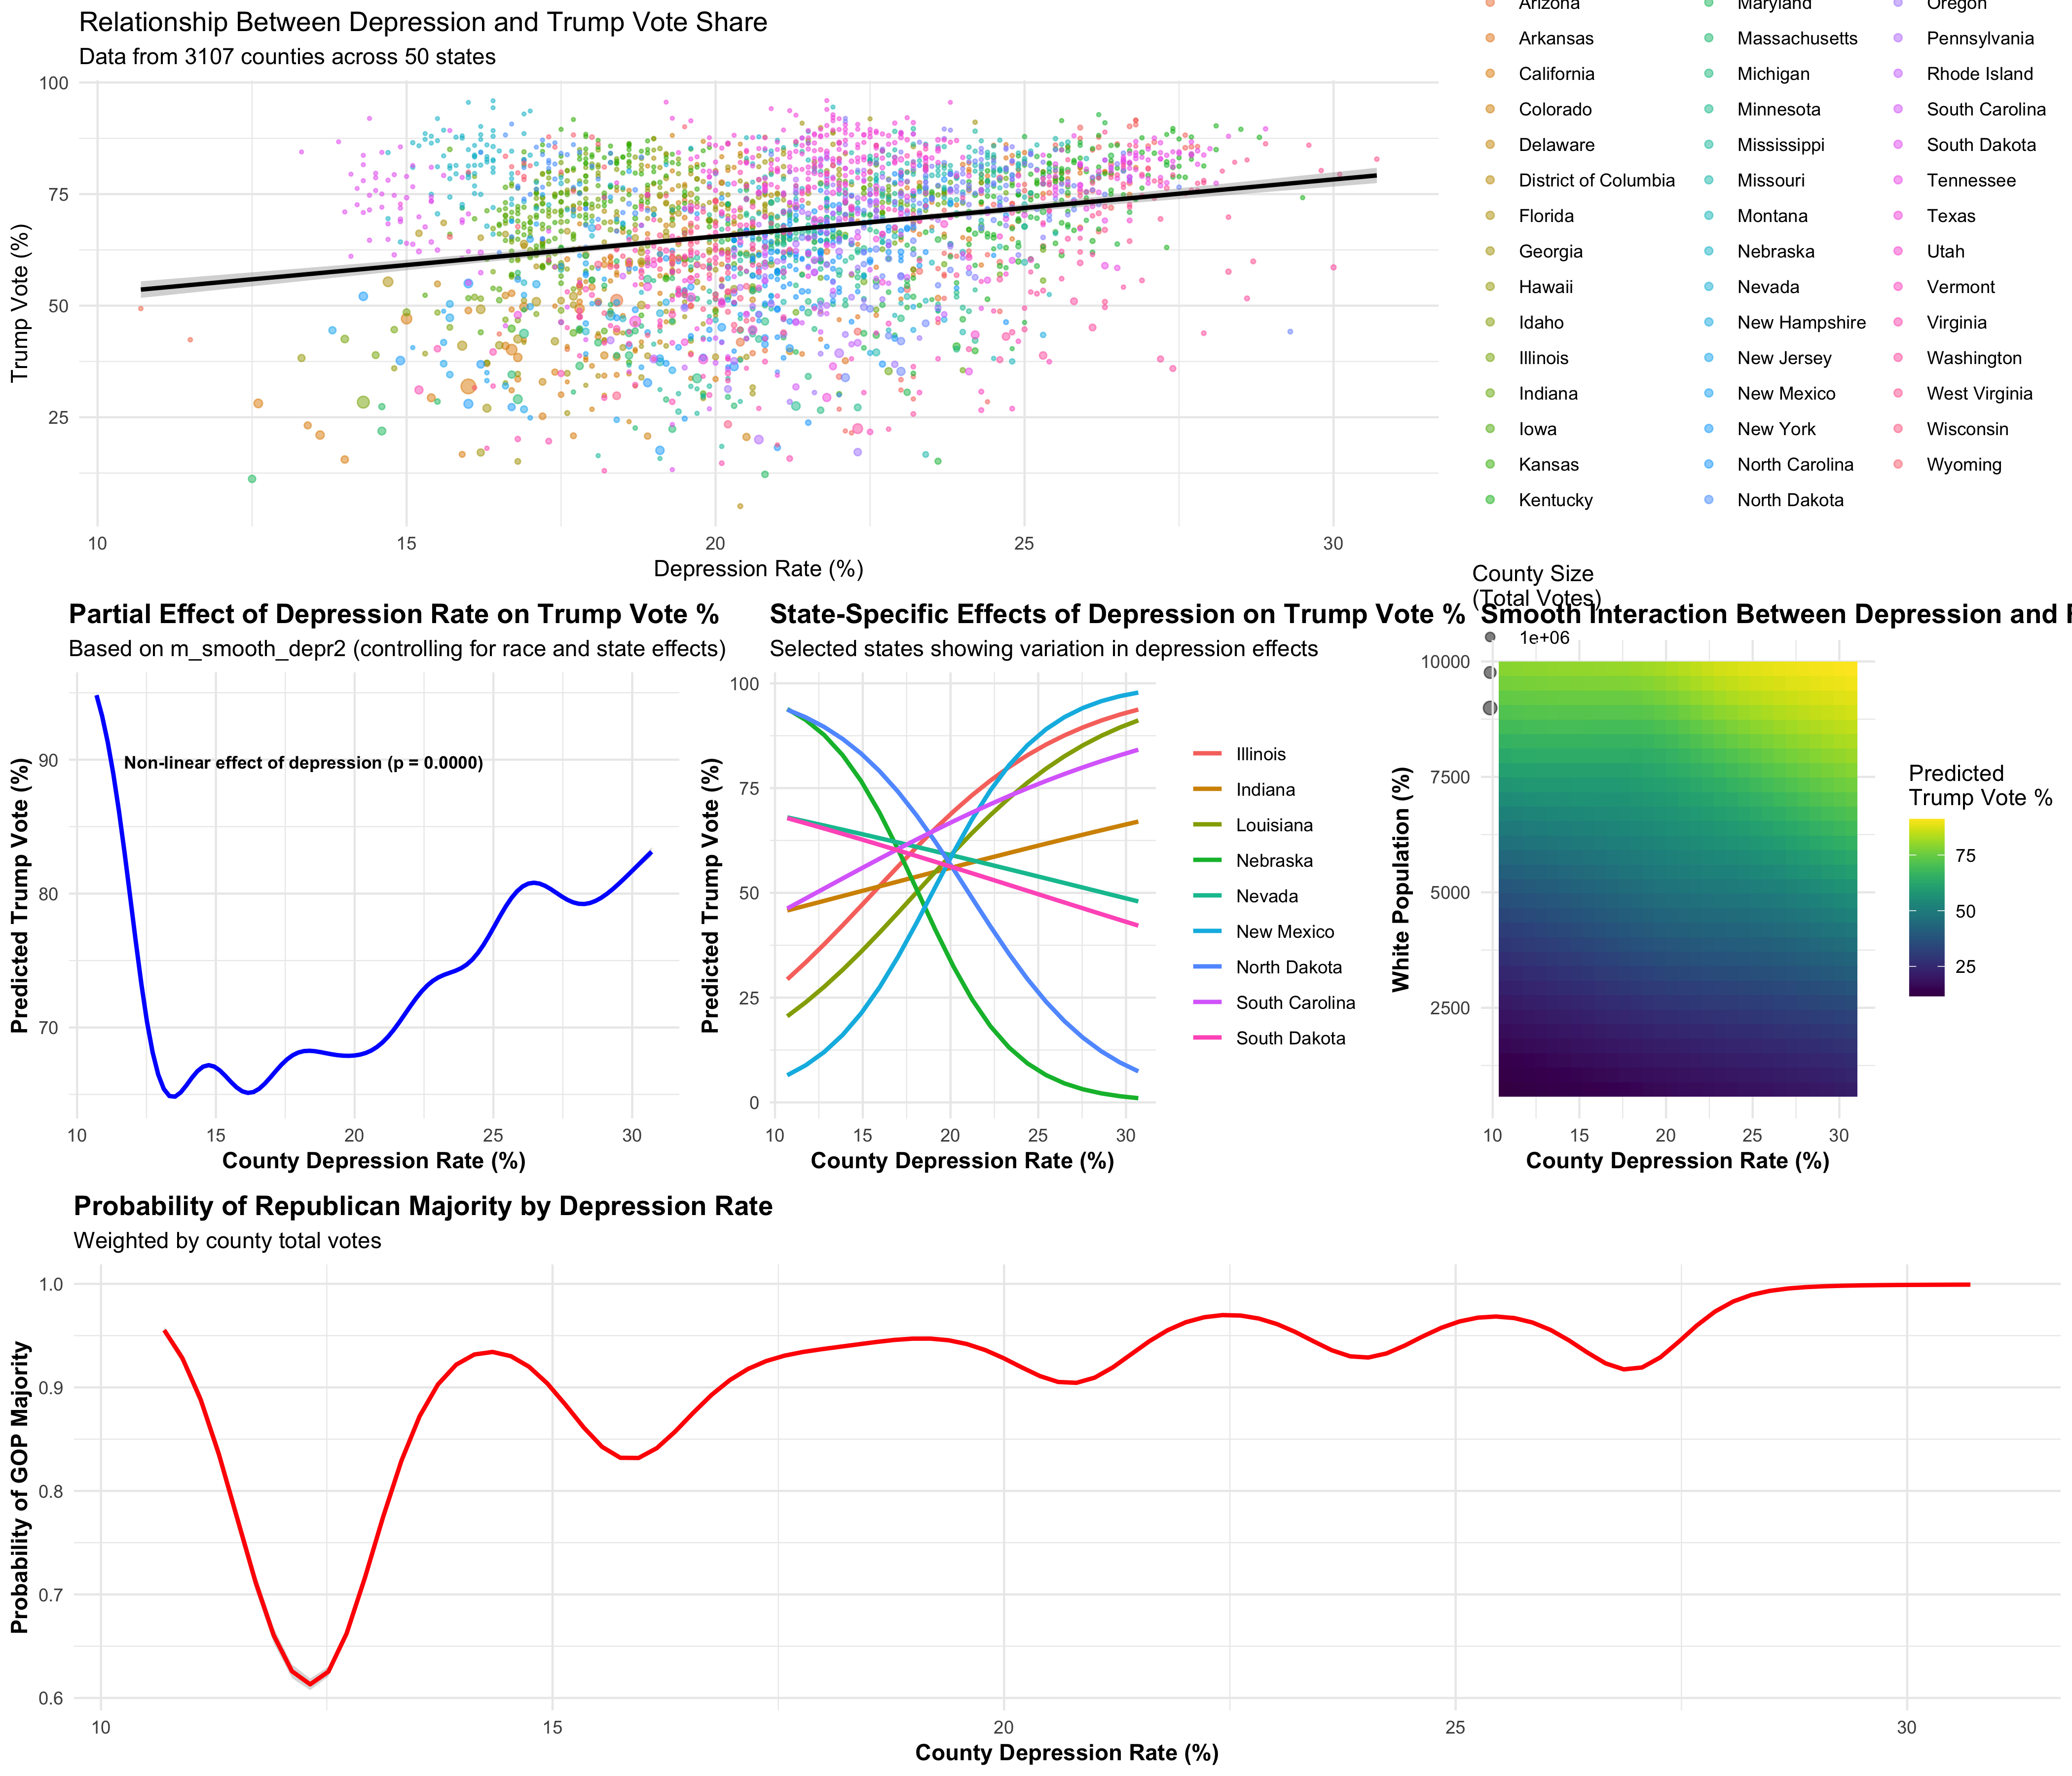 Relationship Between Depression and Trump Vote Share
Data from 3107 counties across 50 states
100
75
50
25
Trump Vote (%)
10
15
20
25
30
Depression Rate (%)
Arizona
Arkansas
California
Colorado
Delaware
District of Columbia
Florida
Georgia
Hawaii
Idaho
Illinois
Indiana
Iowa
Kansas
Kentucky
Maryland
Massachusetts
Michigan
Minnesota
Mississippi
Missouri
Montana
Nebraska
Nevada
New Hampshire
New Jersey
New Mexico
New York
North Carolina
North Dakota
Oregon
Pennsylvania
Rhode Island
South Carolina
South Dakota
Tennessee
Texas
Utah
Vermont
Virginia
Washington
West Virginia
Wisconsin
Wyoming
County Size
(Total Votes)
1e+06
Partial Effect of Depression Rate on Trump Vote %
Based on m_smooth_depr2 (controlling for race and state effects)
Non-linear effect of depression (p = 0.0000)
90
80
70
Predicted Trump Vote (%)
10
15
20
25
30
County Depression Rate (%)
State-Specific Effects of Depression on Trump Vote %
Selected states showing variation in depression effects
100
75
50
25
0
Predicted Trump Vote (%)
10
15
20
25
30
County Depression Rate (%)
Illinois
Indiana
Louisiana
Nebraska
Nevada
New Mexico
North Dakota
South Carolina
South Dakota
Smooth Interaction Between Depression and
10000
7500
5000
2500
White Population (%)
10
15
20
25
30
County Depression Rate (%)
Predicted
Trump Vote %
75
50
25
Probability of Republican Majority by Depression Rate
Weighted by county total votes
1.0
0.9
0.8
0.7
0.6
Probability of GOP Majority
10
15
20
25
30
County Depression Rate (%)